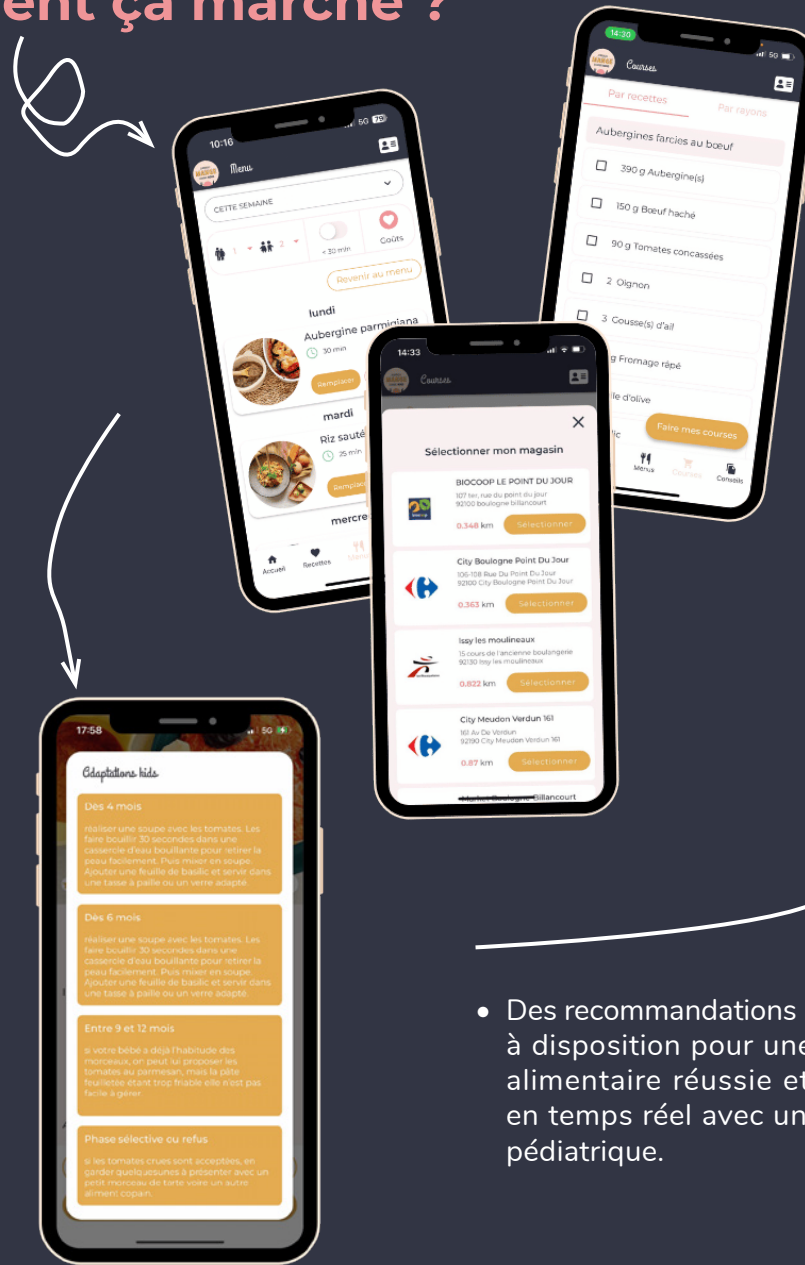 ent ça marche ?
10:16
5G 79
Menu
CETTE SEMAINE
1
2
< 30 min
Goûts
Revenir au menu
lundi
Aubergine parmigiana
30 min
Remplacer
mardi
Riz sauté
25 min
Remplacer
mercre
Accueil
Recettes
Menus
14:30
5G
Courses
Par recettes
Par rayons
Aubergines farcies au bœuf
390 g Aubergine(s)
150 g Bœuf haché
90 g Tomates concassées
2 Oignon
3 Gousse(s) d'ail
g Fromage râpé
ile d'olive
lic
Faire mes courses
Menus
Courses
Conseils
14:33
Courses
Sélectionner mon magasin
BIOCOOP LE POINT DU JOUR
107 ter, rue du point du jour
92100 boulogne billancourt
0.348 km
Sélectionner
City Boulogne Point Du Jour
106-108 Rue Du Point Du Jour
92100 City Boulogne Point Du Jour
0.363 km
Sélectionner
Issy les moulineaux
15 cours de l'ancienne boulangerie
92130 Issy les moulineaux
0.822 km
Sélectionner
City Meudon Verdun 161
161 Av De Verdun
92190 City Meudon Verdun 161
0.87 km
Sélectionner
Market Boulogne Billancourt
17:58
5G
Adaptations kids
Dès 4 mois
réaliser une soupe avec les tomates. Les
faire bouillir 30 secondes dans une
casserole d'eau bouillante pour retirer la
peau facilement. Puis mixer en soupe.
Ajouter une feuille de basilic et servir dans
une tasse à paille ou un verre adapté
Dès 6 mois
réaliser une soupe avec les tomates. Les
faire bouillir 30 secondes dans une
casserole d'eau bouillante pour retirer la
peau facilement. Puis mixer en soupe.
Ajouter une feuille de basilic et servir dans
une tasse à paille ou un verre adapté.
Entre 9 et 12 mois
si votre bébé a déjà l'habitude des
morceaux, on peut lui proposer les
tomates au parmesan, mais la pâte
feuilletée étant trop friable elle n'est pas
facile à gérer
Phase sélective ou refus
si les tomates crues sont acceptées, en
garder quelquesunes à présenter avec un
petit morceau de tarte voire un autre
aliment copain.
• Des recommandations
à disposition pour une
alimentaire réussie et
en temps réel avec un
pédiatrique.